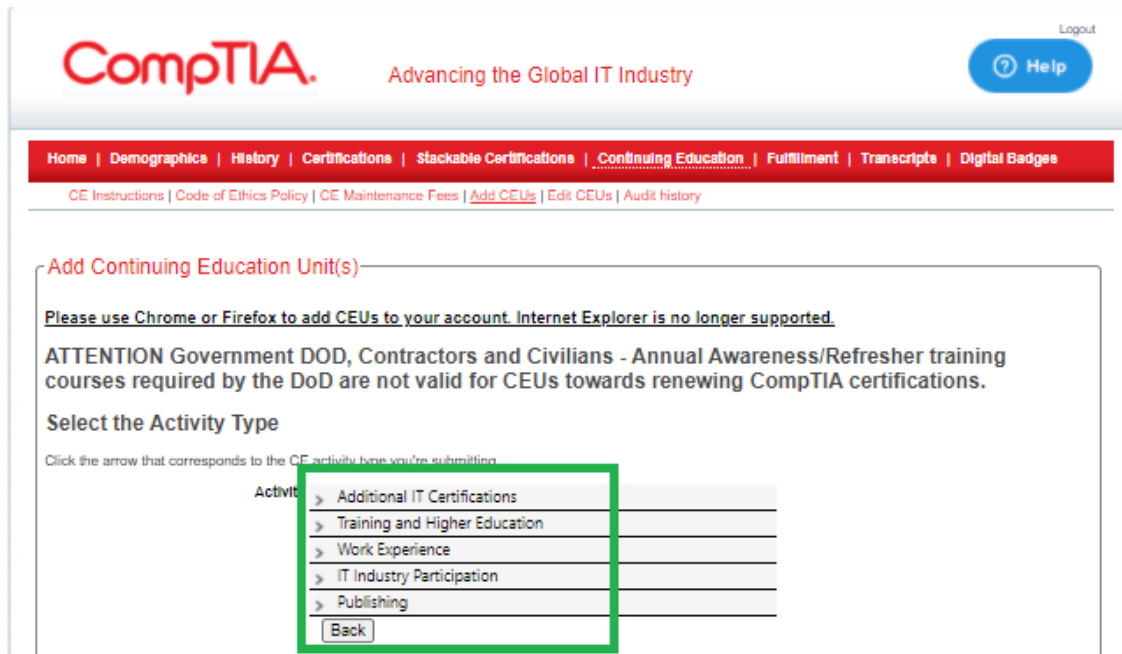 Logout
CompTIA. Advancing the Global IT Industry
Help
Home | Demographics | History | Certifications | Stackable Certifications | Continuing Education | Fulfillment | Transcripts | Digital Badges
CE Instructions | Code of Ethics Policy | CE Maintenance Fees | Add CEUs | Edit CEUs | Audit history
Add Continuing Education Unit(s)
Please use Chrome or Firefox to add CEUs to your account. Internet Explorer is no longer supported.
ATTENTION Government DOD, Contractors and Civilians - Annual Awareness/Refresher training
courses required by the DoD are not valid for CEUs towards renewing CompTIA certifications.
Select the Activity Type
Click the arrow that corresponds to the CE activity type you're submitting
Activit
Additional IT Certifications
Training and Higher Education
Work Experience
IT Industry Participation
Publishing
Back